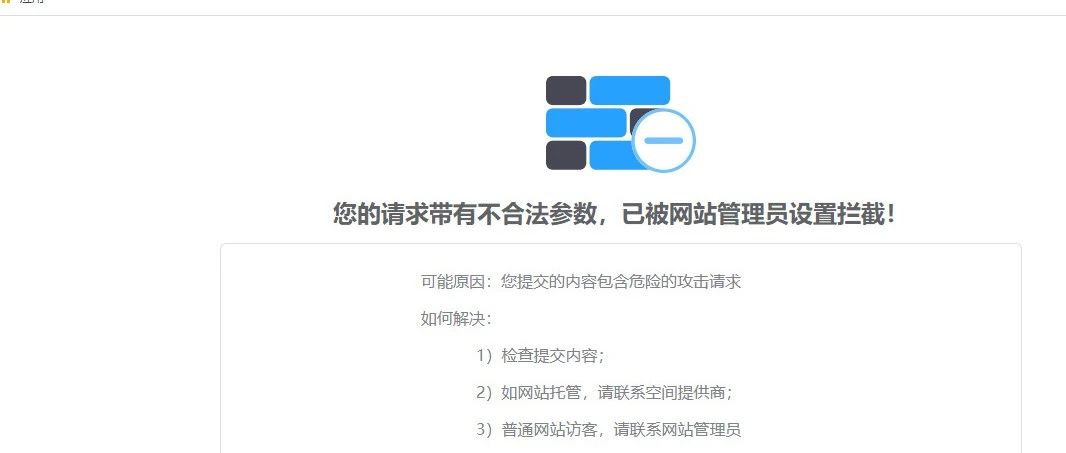 您的请求带有不合法参数，已被网站管理员设置拦截！
可能原因：您提交的内容包含危险的攻击请求
如何解决：
1）检查提交内容；
2）如网站托管，请联系空间提供商；
3）普通网站访客，请联系网站管理员